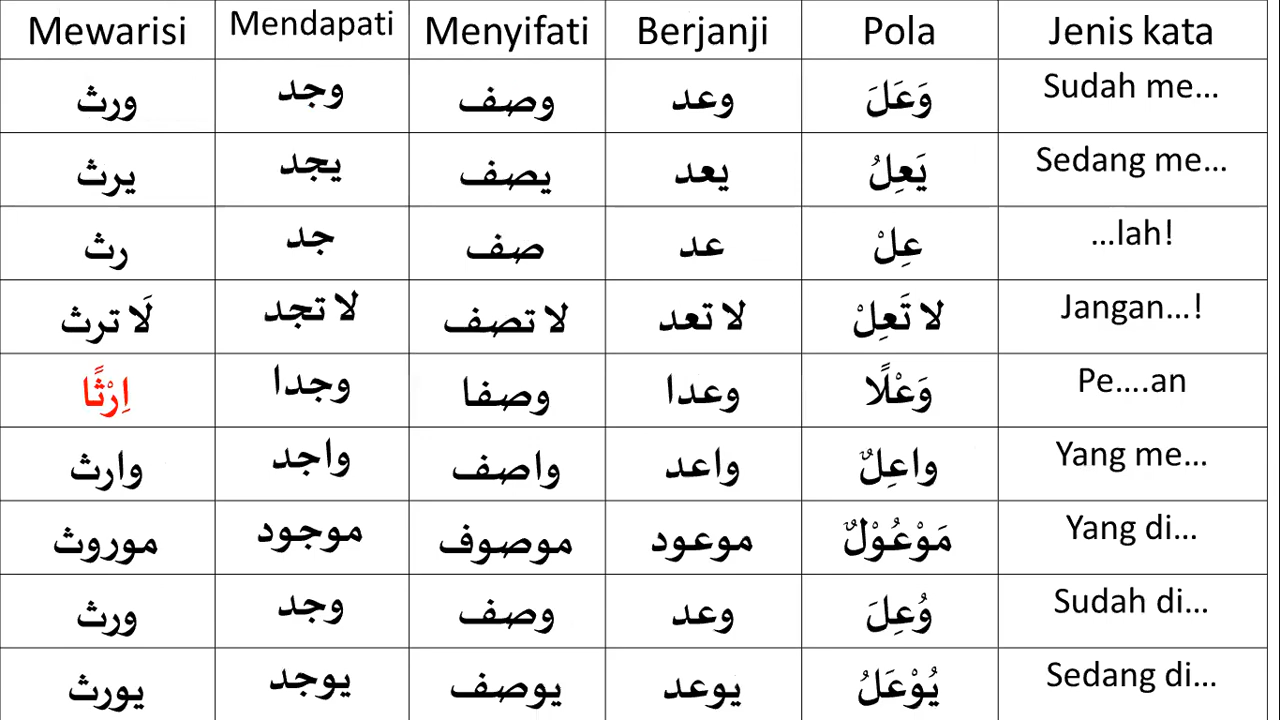 Mewarisi Mendapati Menyifati Berjanji Pola Jenis kata
ورث وجد وصف وعد وَعَلَ Sudah me...
يرث يجد يصف يعد يَعِلُ Sedang me...
رث جد صف عد عِلْ ...lah!
لَا ترث لا تجد لا تصف لا تعد لا تَعِلْ Jangan...!
اِرْثًا وجدا وصفا وعدا وَعْلًا Pe....an
وارث واجد واصف واعد واعِلٌ Yang me...
موروث موجود موصوف موعود مَوْعُوْلٌ Yang di...
ورث وجد وصف وعد وُعِلَ Sudah di...
يورث يوجد يوصف يوعد يُوْعَلُ Sedang di...